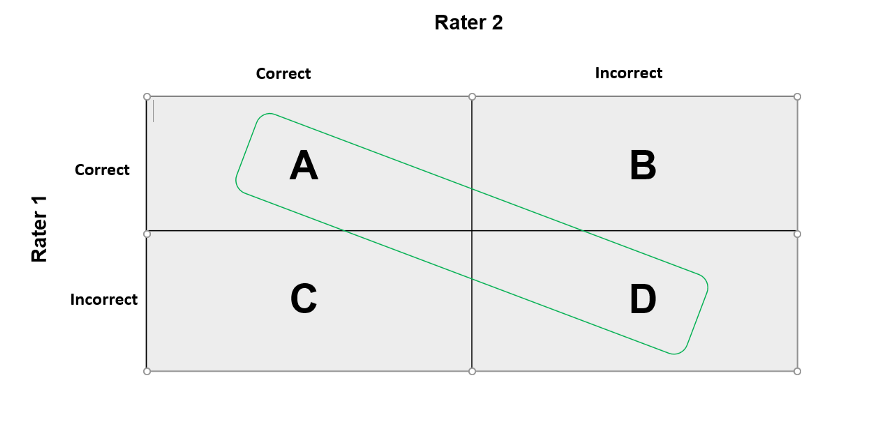 Rater 2
Correct
Incorrect
Correct
A
B
Rater 1
Incorrect
C
D